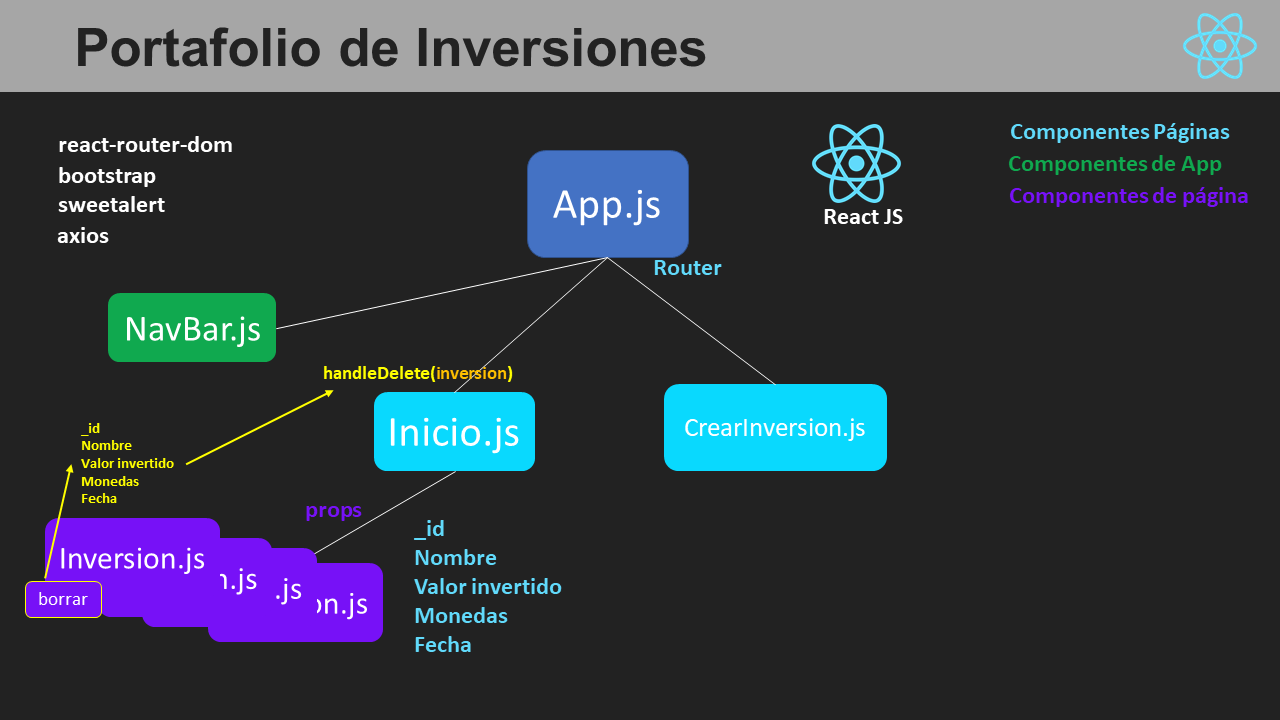 Portafolio de Inversiones
react-router-dom
bootstrap
sweetalert
axios
App.js
React JS
Componentes Páginas
Componentes de App
Componentes de página
Router
NavBar.js
handleDelete(inversion)
Inicio.js
CrearInversion.js
_id
Nombre
Valor invertido
Monedas
Fecha
props
Inversion.js
n.js
.js
on.js
borrar
_id
Nombre
Valor invertido
Monedas
Fecha